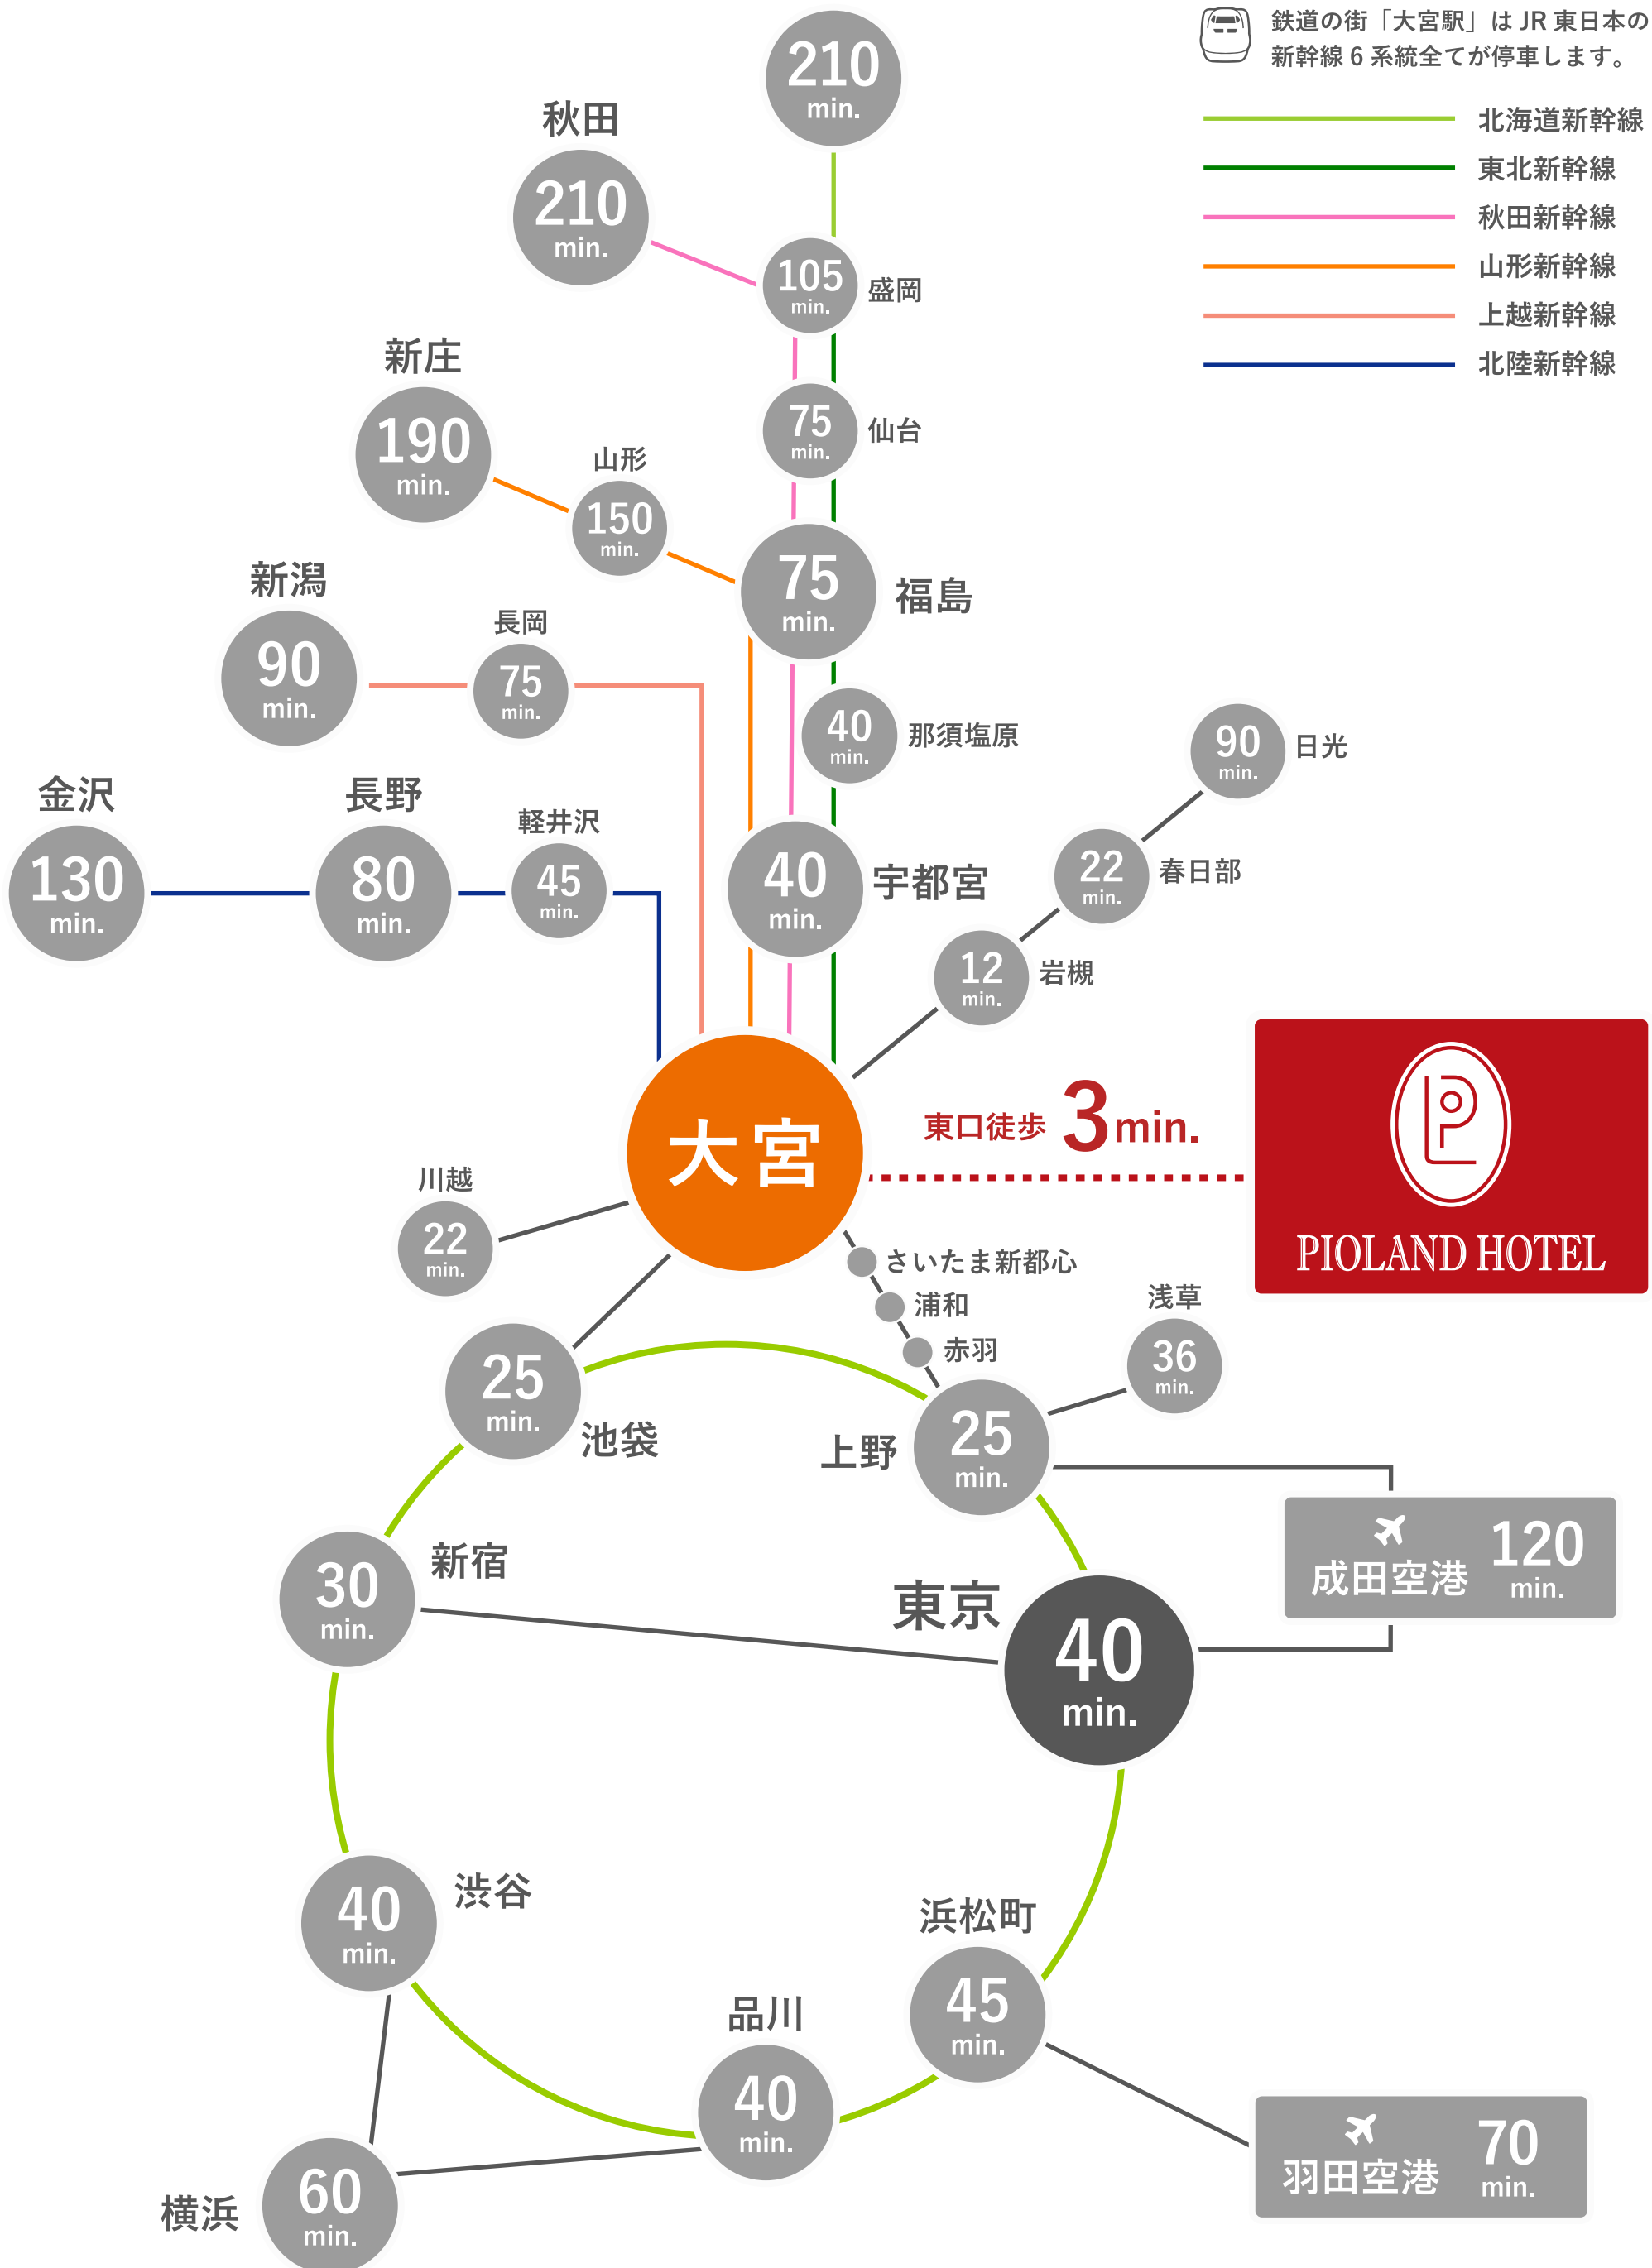 鉄道の街「大宮駅」はJR東日本の
新幹線6系統全てが停車します。
北海道新幹線
東北新幹線
秋田新幹線
山形新幹線
上越新幹線
北陸新幹線
210
min.
秋田
210
min.
105
min.
盛岡
新庄
190
min.
75
min.
仙台
山形
150
min.
新潟
90
min.
長岡
75
min.
75
min.
福島
40
min.
那須塩原
90
min.
日光
金沢
130
min.
長野
80
min.
軽井沢
45
min.
40
min.
宇都宮
22
min.
春日部
12
min.
岩槻
大宮
東口徒歩 3min.
P
PIOLAND HOTEL
川越
22
min.
さいたま新都心
浦和
赤羽
浅草
36
min.
25
min.
池袋
上野
25
min.
成田空港
120
min.
30
min.
新宿
東京
40
min.
40
min.
渋谷
浜松町
45
min.
品川
40
min.
羽田空港
70
min.
横浜
60
min.